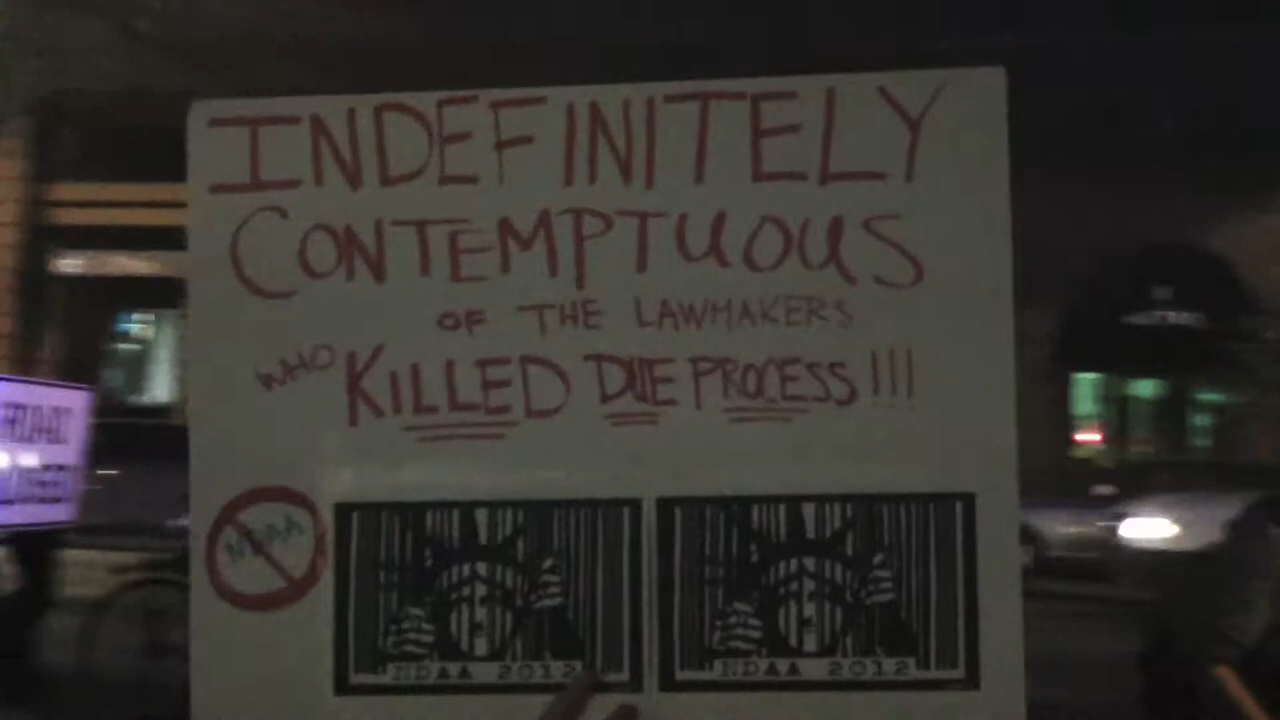 INDEFINITELY
CONTEMPTUOUS
OF THE LAWMAKERS
WHO KILLED DUE PROCESS!!!
NDAA
NDAA 2012
NDAA 2012